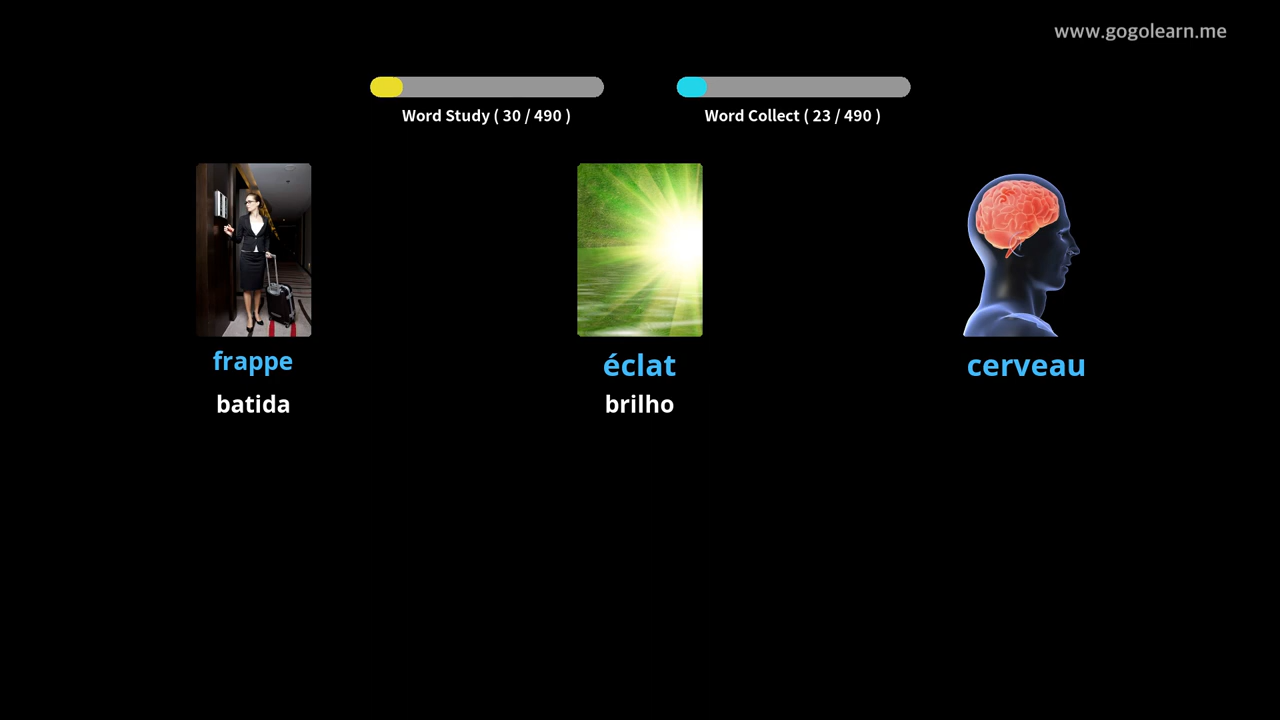 www.gogolearn.me
Word Study ( 30 / 490 )
Word Collect ( 23 / 490 )
frappe
batida
éclat
brilho
cerveau